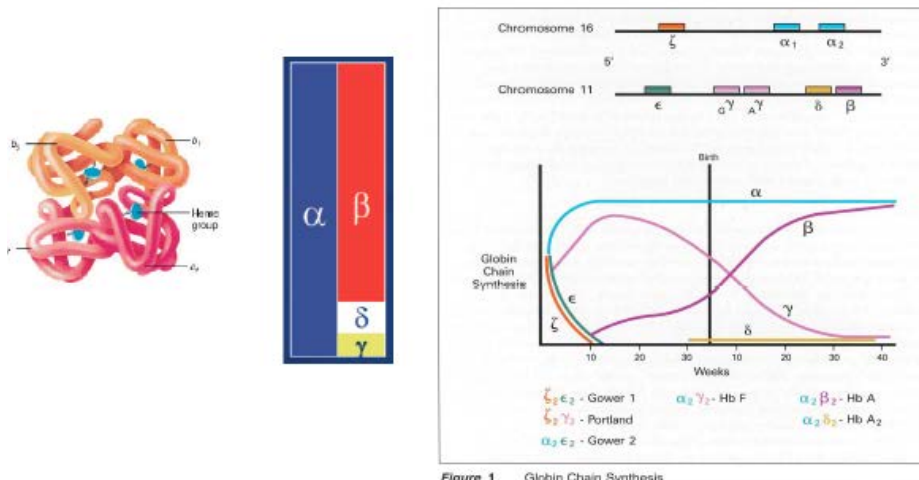 b₂
b₁
Heme
group
α
β
δ
γ
Chromosome 16
ζ
α₁
α₂
5'
3'
Chromosome 11
ϵ
Gγ
Aγ
δ
β
Birth
α
β
Globin
Chain
Synthesis
ϵ
ζ
γ
δ
10
20
30
10
20
30
40
Weeks
ζ₂ ϵ₂ - Gower 1
α₂ γ₂ - Hb F
α₂ β₂ - Hb A
ζ₂ γ₂ - Portland
α₂ δ₂ - Hb A₂
α₂ ϵ₂ - Gower 2
Figure 1. Globin Chain Synthesis